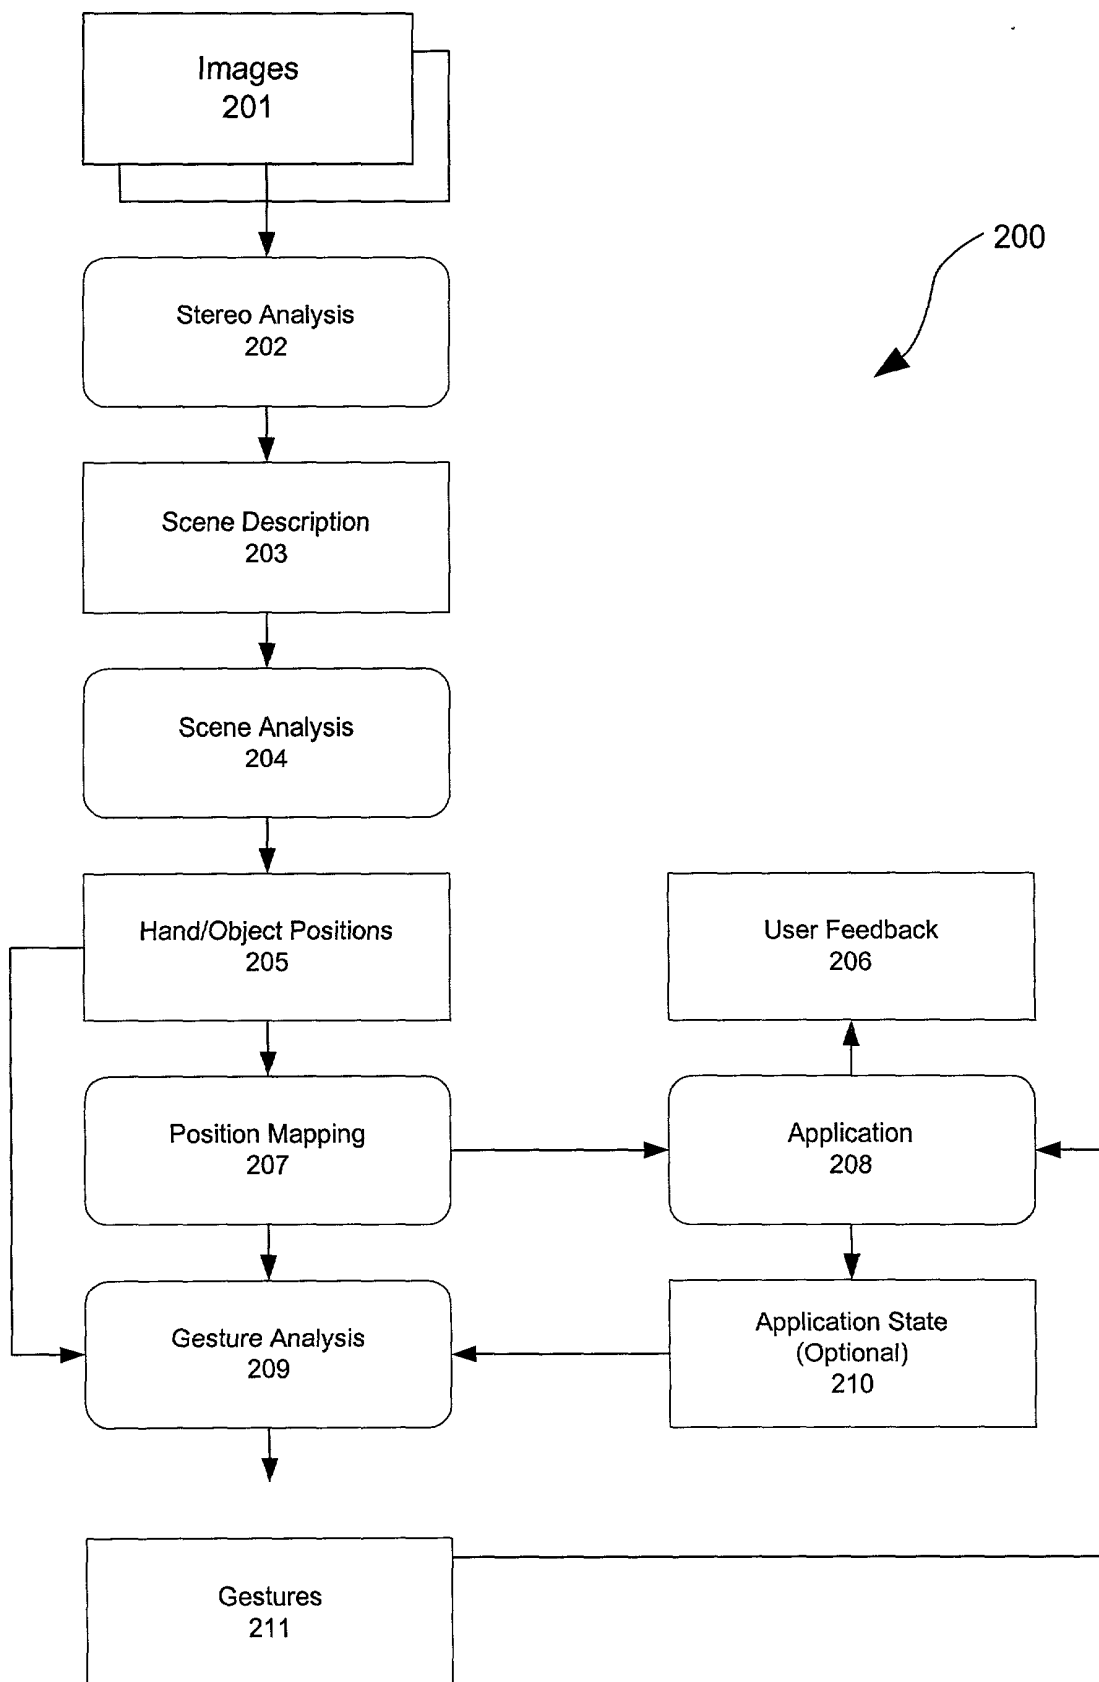 Images
201
200
Stereo Analysis
202
Scene Description
203
Scene Analysis
204
Hand/Object Positions
205
User Feedback
206
Position Mapping
207
Application
208
Gesture Analysis
209
Application State
(Optional)
210
Gestures
211